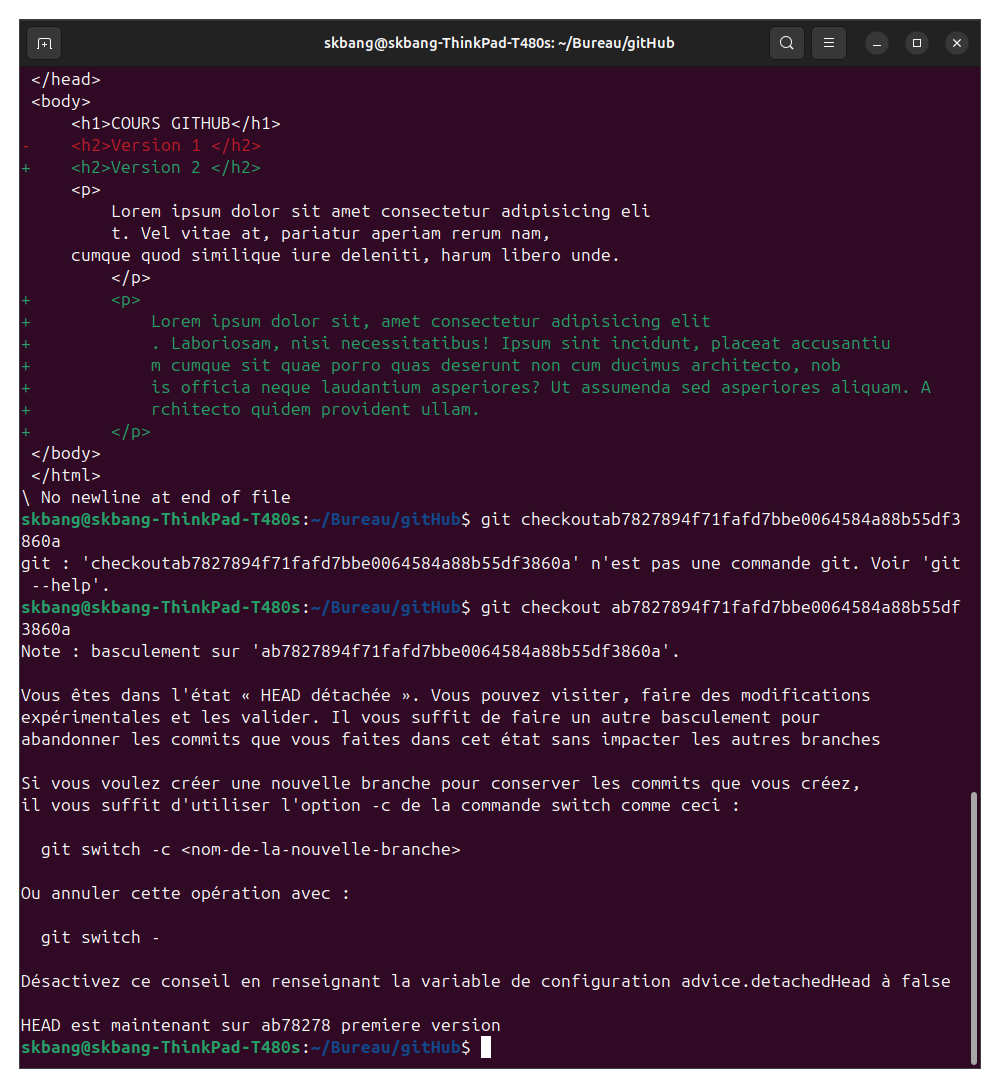 skbang@skbang-ThinkPad-T480s: ~/Bureau/gitHub
 </head>
 <body>
     <h1>COURS GITHUB</h1>
-    <h2>Version 1 </h2>
+    <h2>Version 2 </h2>
     <p>
         Lorem ipsum dolor sit amet consectetur adipisicing eli
         t. Vel vitae at, pariatur aperiam rerum nam,
     cumque quod similique iure deleniti, harum libero unde.
         </p>
+        <p>
+            Lorem ipsum dolor sit, amet consectetur adipisicing elit
+            . Laboriosam, nisi necessitatibus! Ipsum sint incidunt, placeat accusantiu
+            m cumque sit quae porro quas deserunt non cum ducimus architecto, nob
+            is officia neque laudantium asperiores? Ut assumenda sed asperiores aliquam. A
+            rchitecto quidem provident ullam.
+        </p>
 </body>
 </html>
\ No newline at end of file
skbang@skbang-ThinkPad-T480s:~/Bureau/gitHub$ git checkoutab7827894f71fafd7bbe0064584a88b55df3
860a
git : 'checkoutab7827894f71fafd7bbe0064584a88b55df3860a' n'est pas une commande git. Voir 'git
 --help'.
skbang@skbang-ThinkPad-T480s:~/Bureau/gitHub$ git checkout ab7827894f71fafd7bbe0064584a88b55df
3860a
Note : basculement sur 'ab7827894f71fafd7bbe0064584a88b55df3860a'.

Vous êtes dans l'état « HEAD détachée ». Vous pouvez visiter, faire des modifications
expérimentales et les valider. Il vous suffit de faire un autre basculement pour
abandonner les commits que vous faites dans cet état sans impacter les autres branches

Si vous voulez créer une nouvelle branche pour conserver les commits que vous créez,
il vous suffit d'utiliser l'option -c de la commande switch comme ceci :

  git switch -c <nom-de-la-nouvelle-branche>

Ou annuler cette opération avec :

  git switch -

Désactivez ce conseil en renseignant la variable de configuration advice.detachedHead à false

HEAD est maintenant sur ab78278 premiere version
skbang@skbang-ThinkPad-T480s:~/Bureau/gitHub$